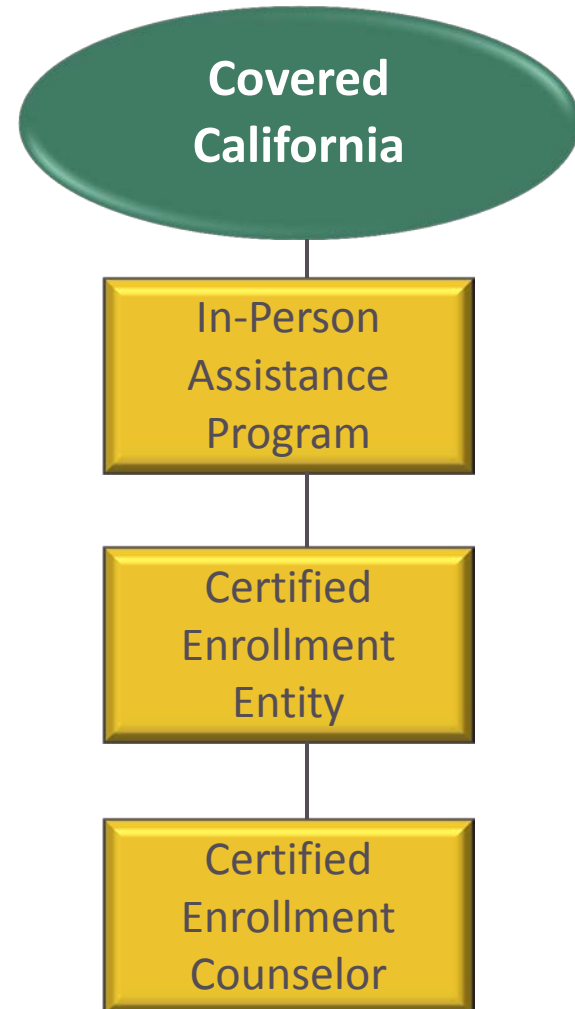 Covered
California
In-Person
Assistance
Program
Certified
Enrollment
Entity
Certified
Enrollment
Counselor